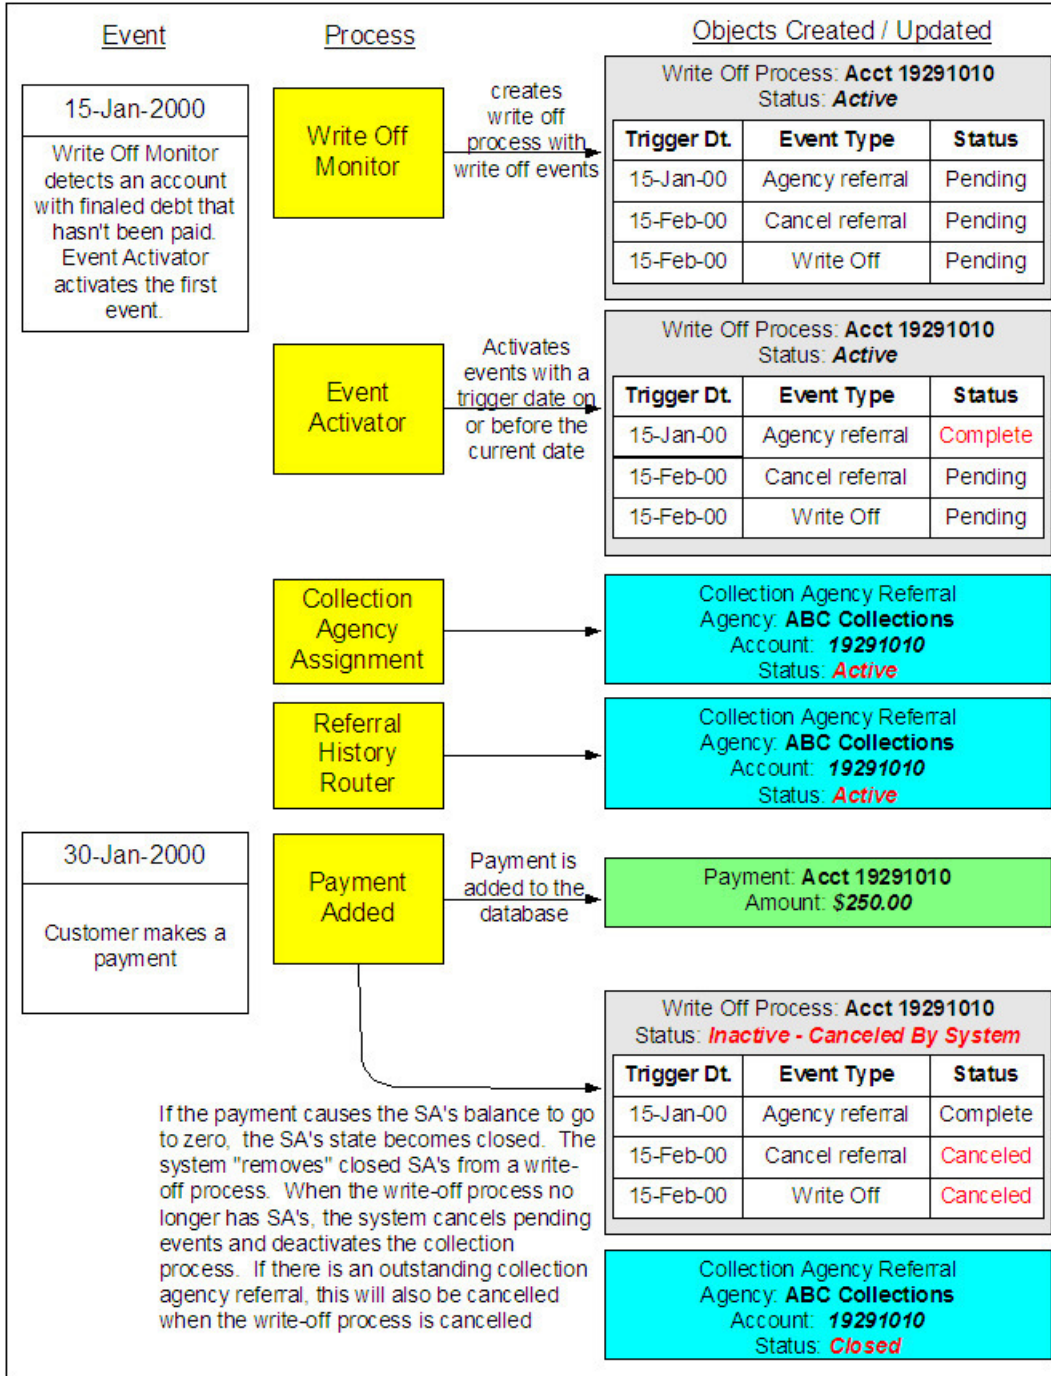 Event
Process
Objects Created / Updated
15-Jan-2000
Write Off Monitor
detects an account
with finaled debt that
hasn't been paid.
Event Activator
activates the first
event.
Write Off
Monitor
creates
write off
process with
write off events
Write Off Process: Acct 19291010
Status: Active
Trigger Dt. Event Type Status
15-Jan-00 Agency referral Pending
15-Feb-00 Cancel referral Pending
15-Feb-00 Write Off Pending
Event
Activator
Activates
events with a
trigger date on
or before the
current date
Write Off Process: Acct 19291010
Status: Active
Trigger Dt. Event Type Status
15-Jan-00 Agency referral Complete
15-Feb-00 Cancel referral Pending
15-Feb-00 Write Off Pending
Collection
Agency
Assignment
Collection Agency Referral
Agency: ABC Collections
Account: 19291010
Status: Active
Referral
History
Router
Collection Agency Referral
Agency: ABC Collections
Account: 19291010
Status: Active
30-Jan-2000
Customer makes a
payment
Payment
Added
Payment is
added to the
database
Payment: Acct 19291010
Amount: $250.00
Write Off Process: Acct 19291010
Status: Inactive - Canceled By System
Trigger Dt. Event Type Status
15-Jan-00 Agency referral Complete
15-Feb-00 Cancel referral Canceled
15-Feb-00 Write Off Canceled
If the payment causes the SA's balance to go
to zero, the SA's state becomes closed. The
system "removes" closed SA's from a write-
off process. When the write-off process no
longer has SA's, the system cancels pending
events and deactivates the collection
process. If there is an outstanding collection
agency referral, this will also be cancelled
when the write-off process is cancelled
Collection Agency Referral
Agency: ABC Collections
Account: 19291010
Status: Closed